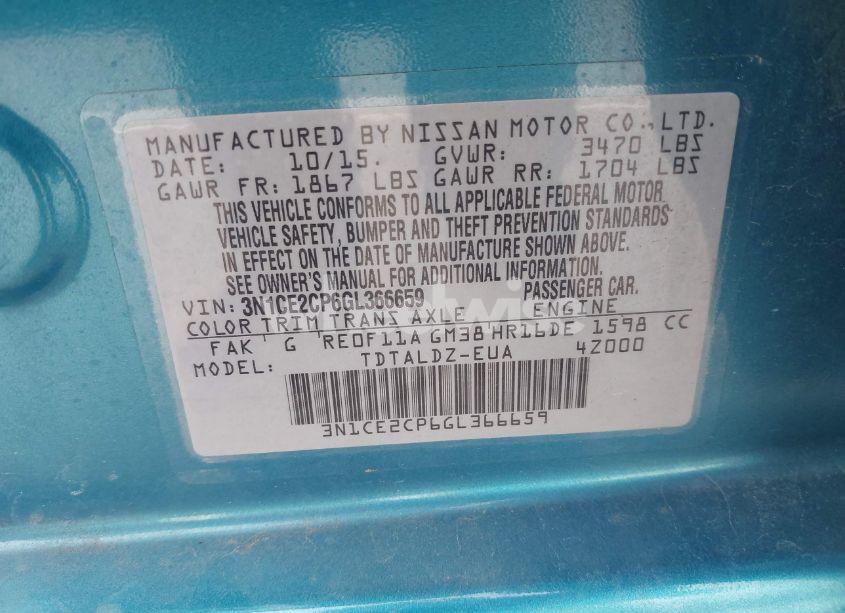 MANUFACTURED BY NISSAN MOTOR CO.,LTD.
DATE: 10/15. GVWR: 3470 LBS
GAWR FR: 1867 LBS GAWR RR: 1704 LBS
THIS VEHICLE CONFORMS TO ALL APPLICABLE FEDERAL MOTOR
VEHICLE SAFETY, BUMPER AND THEFT PREVENTION STANDARDS
IN EFFECT ON THE DATE OF MANUFACTURE SHOWN ABOVE.
SEE OWNER'S MANUAL FOR ADDITIONAL INFORMATION.
VIN: 3N1CE2CP6GL366659 PASSENGER CAR.
COLOR TRIM TRANS AXLE ENGINE
FAK G RE0F11A GM38 HR16DE 1598 CC
MODEL: TDTALDZ-EUA 4Z000
3N1CE2CP6GL366659